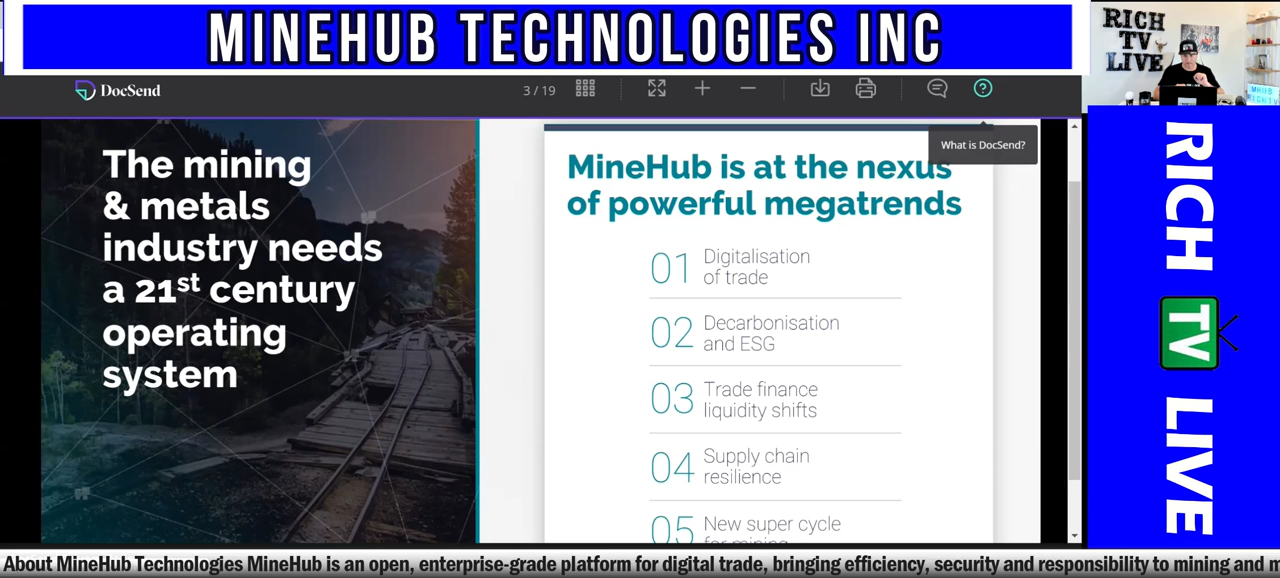 MINEHUB TECHNOLOGIES INC
RICH
TV
LIVE
DocSend
3 / 19
What is DocSend?
The mining
& metals
industry needs
a 21st century
operating
system
MineHub is at the nexus
of powerful megatrends
01 Digitalisation
of trade
02 Decarbonisation
and ESG
03 Trade finance
liquidity shifts
04 Supply chain
resilience
05 New super cycle
for mining
RICH TV LIVE
About MineHub Technologies MineHub is an open, enterprise-grade platform for digital trade, bringing efficiency, security and responsibility to mining and